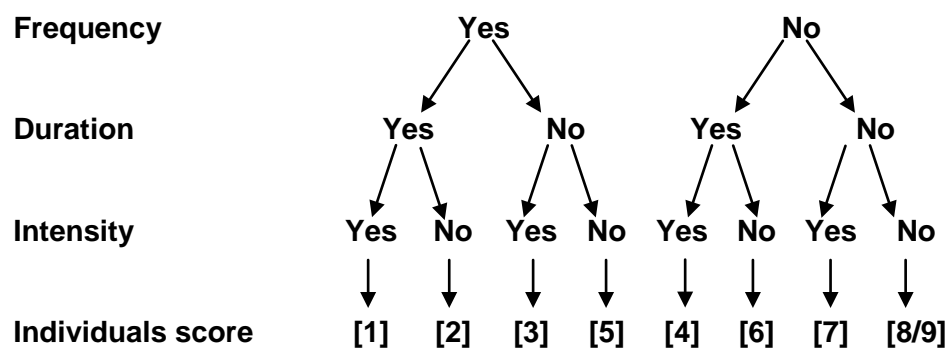 Frequency Yes No
Duration Yes No Yes No
Intensity Yes No Yes No Yes No Yes No
Individuals score [1] [2] [3] [5] [4] [6] [7] [8/9]